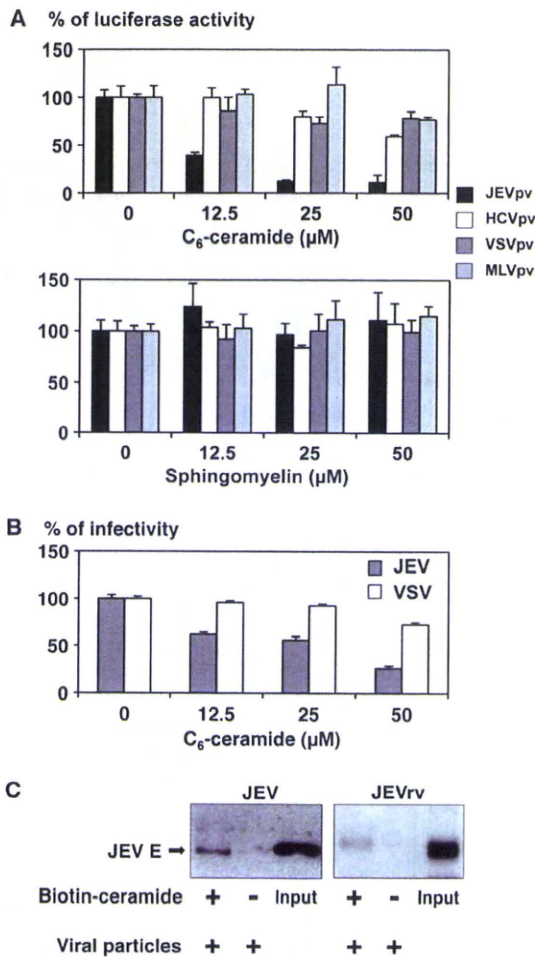 A % of luciferase activity
150
100
50
0
0 12.5 25 50
C6-ceramide (µM)
JEVpv
HCVpv
VSVpv
MLVpv
150
100
50
0
0 12.5 25 50
Sphingomyelin (µM)
B % of infectivity
150
100
50
0
JEV
VSV
0 12.5 25 50
C6-ceramide (µM)
C
JEV JEVrv
JEV E →
Biotin-ceramide + - Input + - Input
Viral particles + + + +